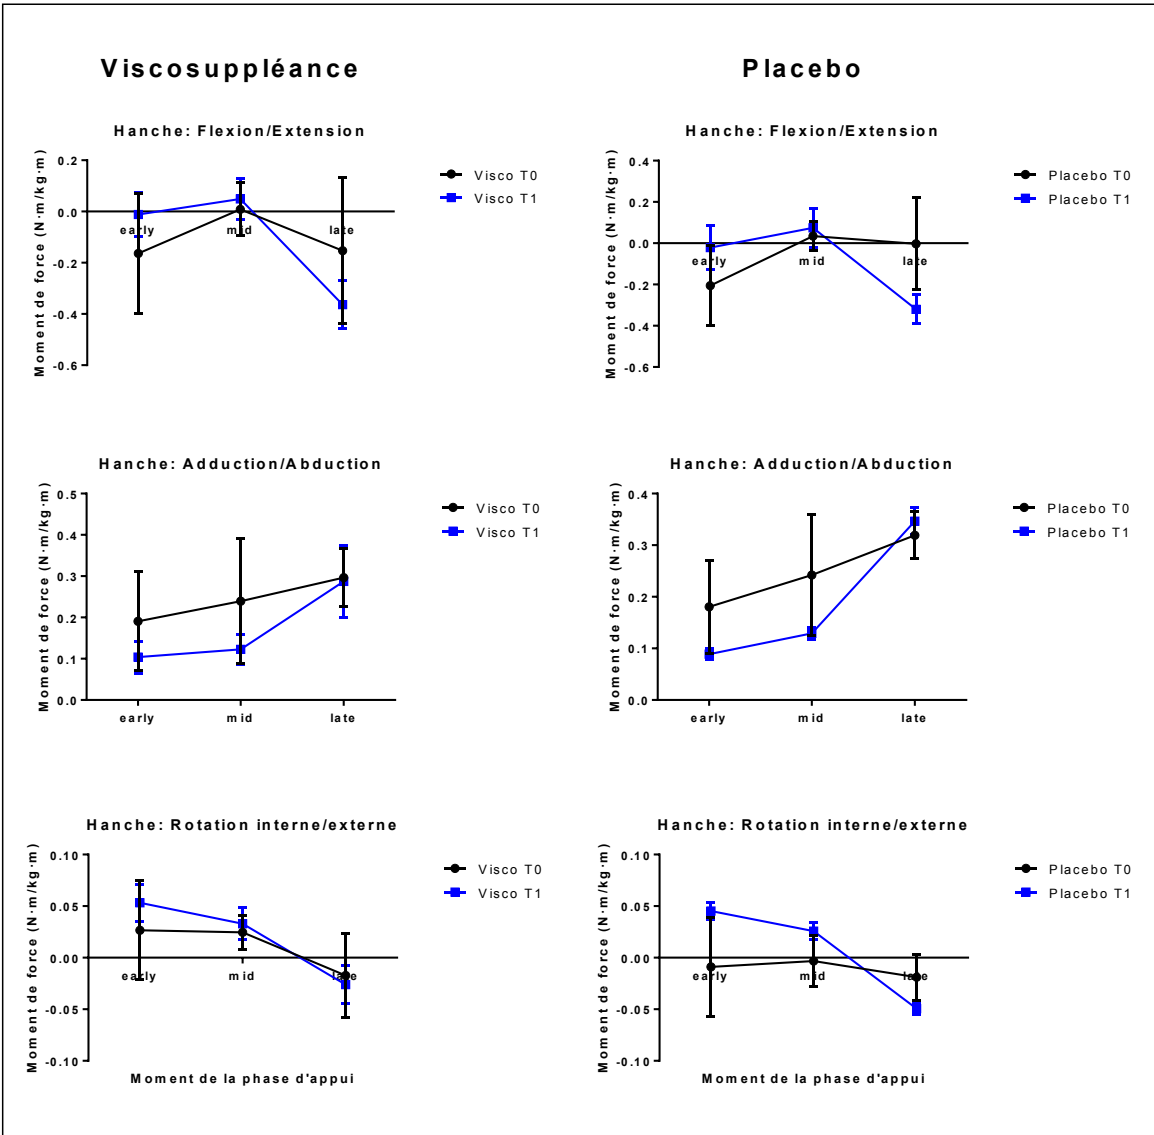 Viscosuppléance
Placebo
Hanche: Flexion/Extension
Moment de force (N·m/kg·m)
0.2
0.0
-0.2
-0.4
-0.6
early
mid
late
Visco T0
Visco T1
Hanche: Flexion/Extension
Moment de force (N·m/kg·m)
0.4
0.2
0.0
-0.2
-0.4
-0.6
early
mid
late
Placebo T0
Placebo T1
Hanche: Adduction/Abduction
Moment de force (N·m/kg·m)
0.5
0.4
0.3
0.2
0.1
0.0
early
mid
late
Visco T0
Visco T1
Hanche: Adduction/Abduction
Moment de force (N·m/kg·m)
0.4
0.3
0.2
0.1
0.0
early
mid
late
Placebo T0
Placebo T1
Hanche: Rotation interne/externe
Moment de force (N·m/kg·m)
0.10
0.05
0.00
-0.05
-0.10
early
mid
late
Visco T0
Visco T1
Moment de la phase d'appui
Hanche: Rotation interne/externe
Moment de force (N·m/kg·m)
0.10
0.05
0.00
-0.05
-0.10
early
mid
late
Placebo T0
Placebo T1
Moment de la phase d'appui